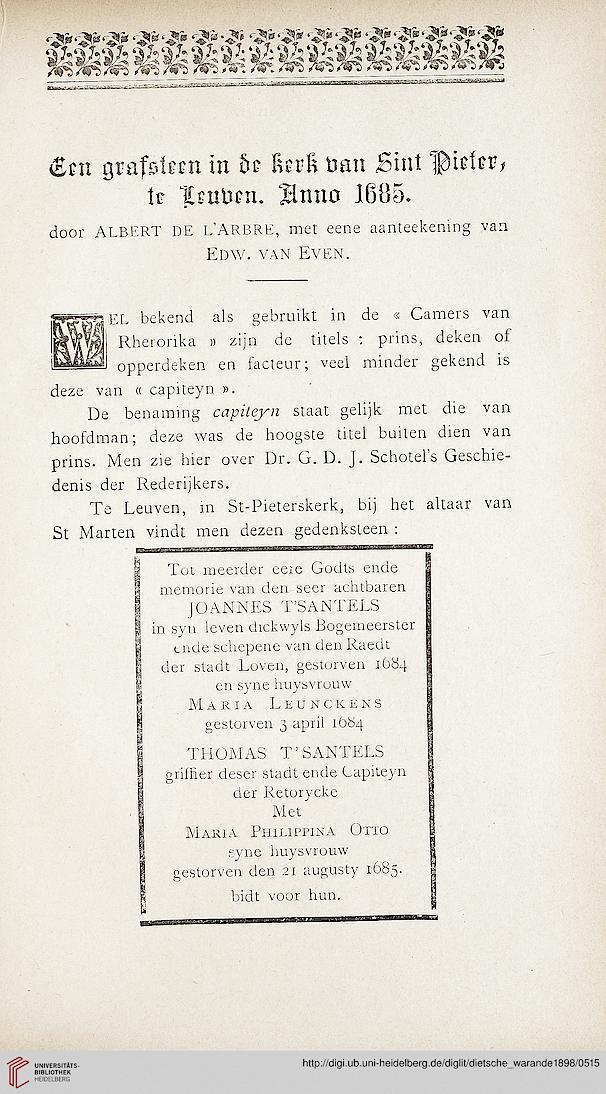 Een grafsteen in de kerk van Sint Pieter,
te Leuven. Anno 1685.
door ALBERT DE L'ARBRE, met eene aanteekening van
EDW. VAN EVEN.
WEL bekend als gebruikt in de « Camers van
Rherorika » zijn de titels : prins, deken of
opperdeken en facteur; veel minder gekend is
deze van « capiteyn ».
De benaming capiteyn staat gelijk met die van
hoofdman; deze was de hoogste titel buiten dien van
prins. Men zie hier over Dr. G. D. J. Schotel's Geschie-
denis der Rederijkers.
Te Leuven, in St-Pieterskerk, bij het altaar van
St Marten vindt men dezen gedenksteen :
Tot meerder eere Godts ende
memorie van den seer achtbaren
JOANNES T'SANTELS
in syn leven dickwyls Bogemeerster
ende schepene van den Raedt
der stadt Loven, gestorven 1684
en syne huysvrouw
MARIA LEUNCKENS
gestorven 3 april 1684
THOMAS T'SANTELS
griffier deser stadt ende Capiteyn
der Retorycke
Met
MARIA PHILIPPINA OTTO
syne huysvrouw
gestorven den 21 augusty 1685.
bidt voor hun.
UNIVERSITÄTS-
BIBLIOTHEK
HEIDELBERG
http://digi.ub.uni-heidelberg.de/diglit/dietsche_warande1898/0515